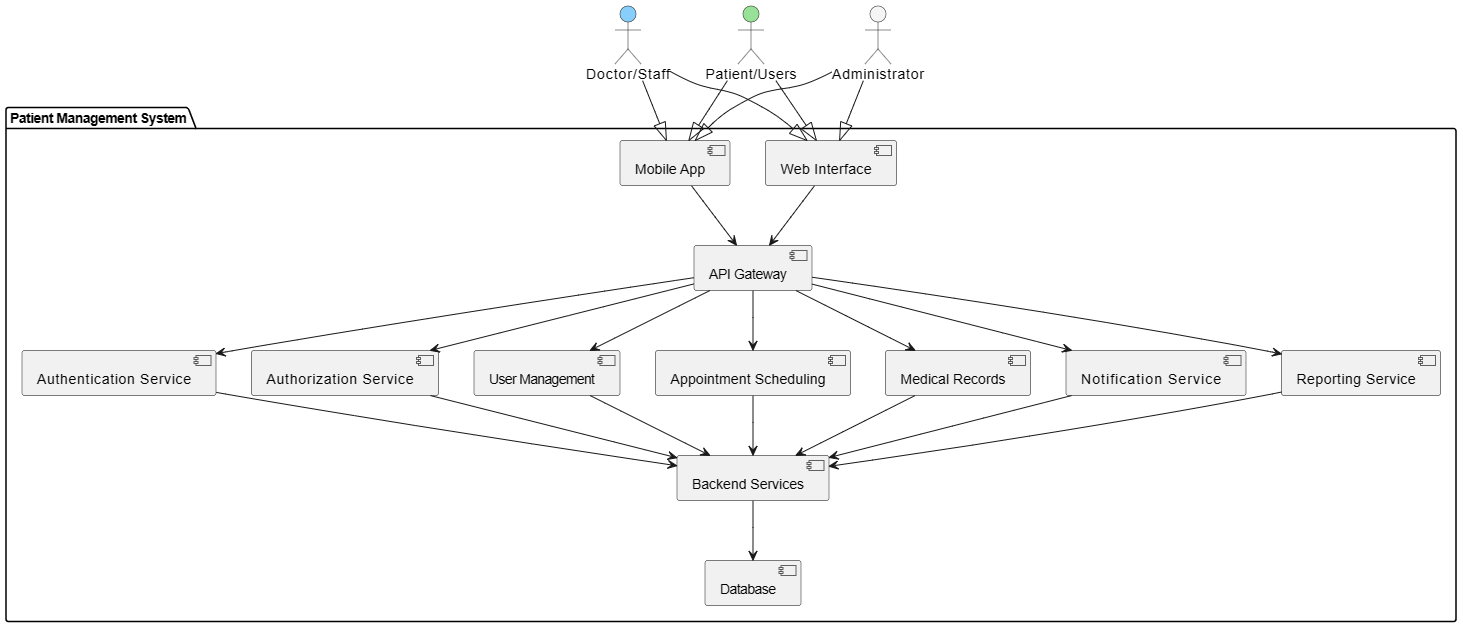 Doctor/Staff
Patient/Users
Administrator
Patient Management System
Mobile App
Web Interface
API Gateway
Authentication Service
Authorization Service
User Management
Appointment Scheduling
Medical Records
Notification Service
Reporting Service
Backend Services
Database